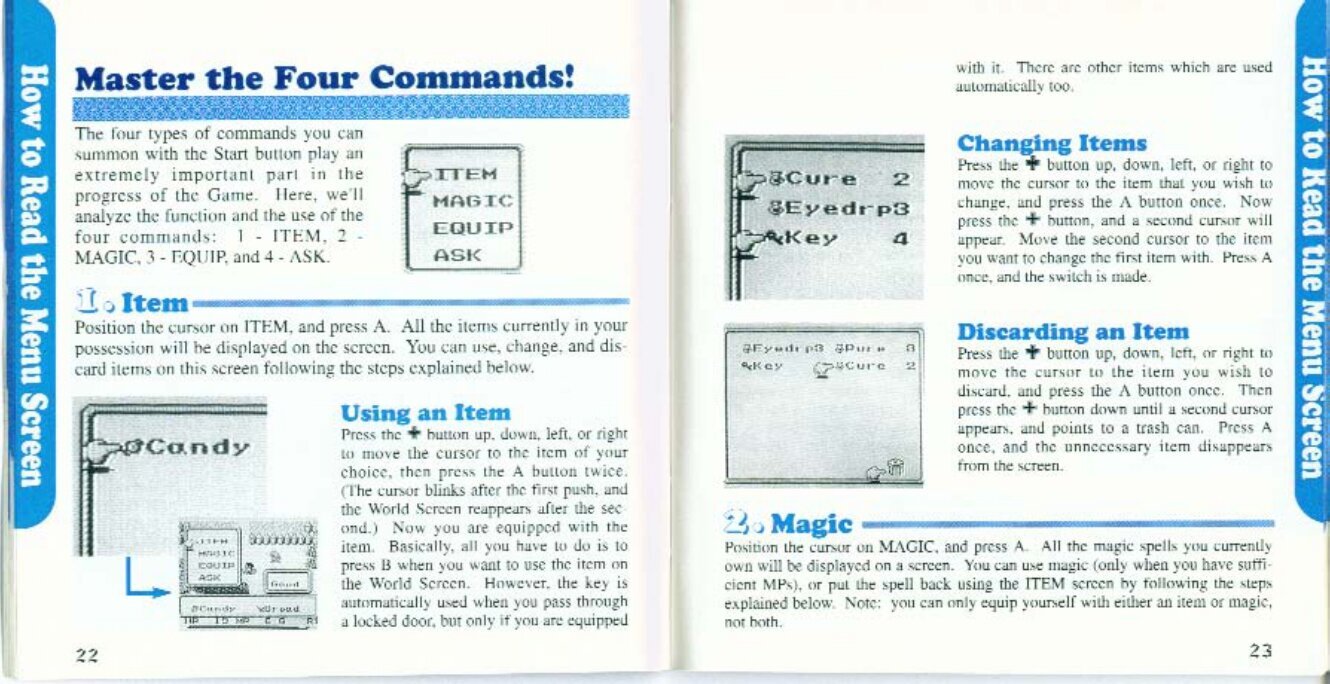 How to Read the Menu Screen
Master the Four Commands!
The four types of commands you can
summon with the Start button play an
extremely important part in the
progress of the Game. Here, we'll
analyze the function and the use of the
four commands: 1 - ITEM, 2 -
MAGIC, 3 - EQUIP, and 4 - ASK.
ITEM
MAGIC
EQUIP
ASK
1. Item
Position the cursor on ITEM, and press A. All the items currently in your
possession will be displayed on the screen. You can use, change, and dis-
card items on this screen following the steps explained below.
Candy
ITEM
MAGIC
EQUIP
ASK
Good
Candy
Using an Item
Press the ✚ button up, down, left, or right
to move the cursor to the item of your
choice, then press the A button twice.
(The cursor blinks after the first push, and
the World Screen reappears after the sec-
ond.) Now you are equipped with the
item. Basically, all you have to do is to
press B when you want to use the item on
the World Screen. However, the key is
automatically used when you pass through
a locked door, but only if you are equipped
22
with it. There are other items which are used
automatically too.
Cure 2
Eyedrp3
Key 4
Changing Items
Press the ✚ button up, down, left, or right to
move the cursor to the item that you wish to
change, and press the A button once. Now
press the ✚ button, and a second cursor will
appear. Move the second cursor to the item
you want to change the first item with. Press A
once, and the switch is made.
Eyedrp3 Pure 3
Key Cure 2
Discarding an Item
Press the ✚ button up, down, left, or right to
move the cursor to the item you wish to
discard, and press the A button once. Then
press the ✚ button down until a second cursor
appears, and points to a trash can. Press A
once, and the unnecessary item disappears
from the screen.
2. Magic
Position the cursor on MAGIC, and press A. All the magic spells you currently
own will be displayed on a screen. You can use magic (only when you have suffi-
cient MPs), or put the spell back using the ITEM screen by following the steps
explained below. Note: you can only equip yourself with either an item or magic,
not both.
23
How to Read the Menu Screen